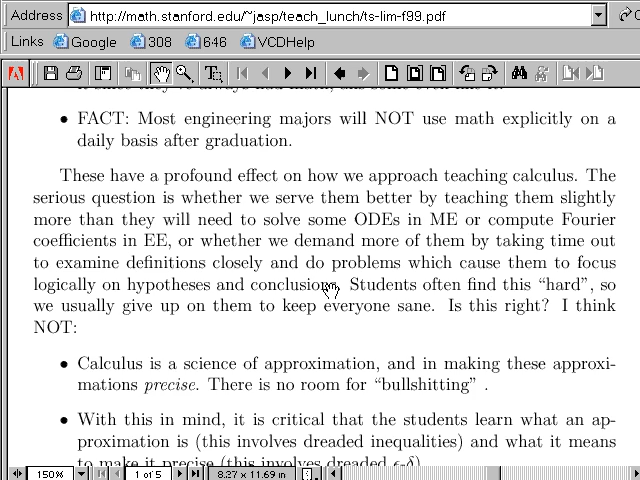 Address http://math.stanford.edu/~jasp/teach_lunch/ts-lim-f99.pdf
Links Google 308 646 VCDHelp
• FACT: Most engineering majors will NOT use math explicitly on a
daily basis after graduation.
These have a profound effect on how we approach teaching calculus. The
serious question is whether we serve them better by teaching them slightly
more than they will need to solve some ODEs in ME or compute Fourier
coefficients in EE, or whether we demand more of them by taking time out
to examine definitions closely and do problems which cause them to focus
logically on hypotheses and conclusions. Students often find this “hard”, so
we usually give up on them to keep everyone sane. Is this right? I think
NOT:
• Calculus is a science of approximation, and in making these approxi-
mations precise. There is no room for “bullshitting” .
• With this in mind, it is critical that the students learn what an ap-
proximation is (this involves dreaded inequalities) and what it means
to make it precise (this involves dreaded ϵ-δ)
150% 1 of 5 8.27 x 11.69 in